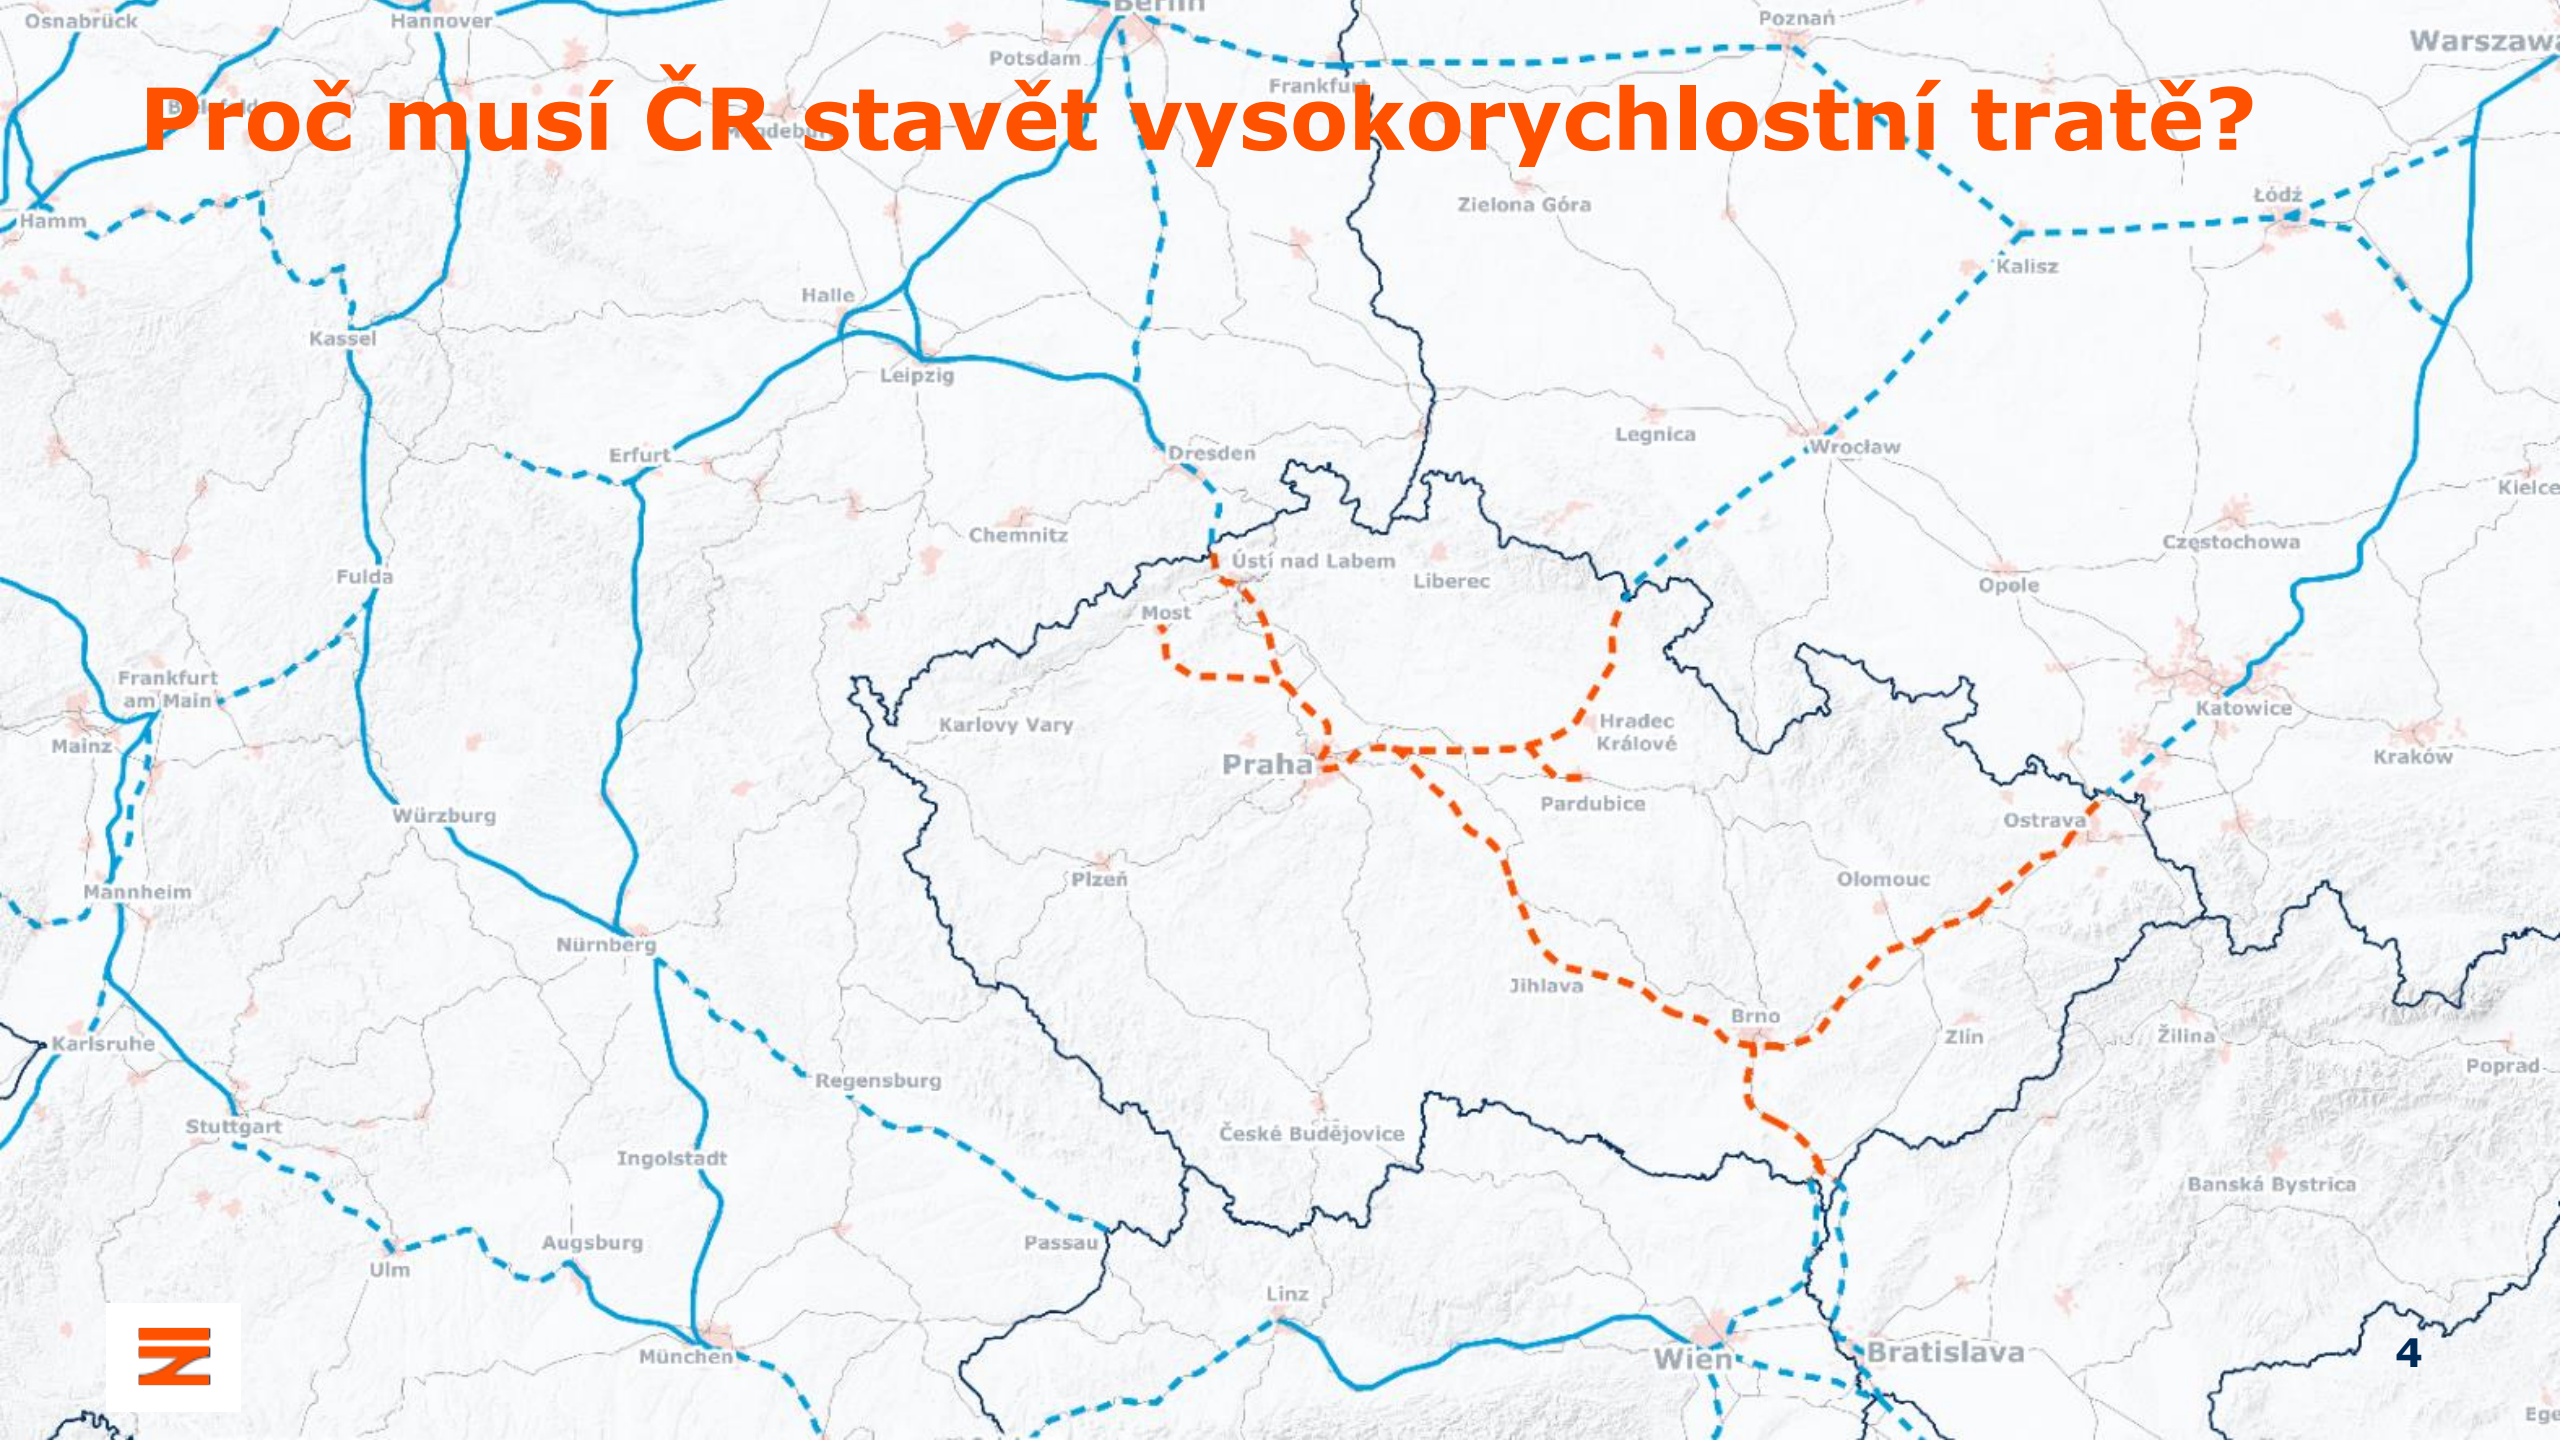 Berlin
Osnabrück
Hannover
Poznań
Warszawa
Potsdam
Frankfurt
Proč musí ČR stavět vysokorychlostní tratě?
Zielona Góra
Łódź
Hamm
Kalisz
Halle
Kassel
Leipzig
Legnica
Wrocław
Erfurt
Dresden
Kielce
Chemnitz
Częstochowa
Ústí nad Labem
Liberec
Fulda
Opole
Most
Frankfurt
am Main
Katowice
Karlovy Vary
Hradec
Králové
Mainz
Praha
Kraków
Pardubice
Würzburg
Ostrava
Plzeň
Olomouc
Mannheim
Nürnberg
Jihlava
Brno
Zlín
Žilina
Karlsruhe
Poprad
Regensburg
Stuttgart
České Budějovice
Ingolstadt
Banská Bystrica
Augsburg
Passau
Ulm
Linz
München
Wien
Bratislava
4